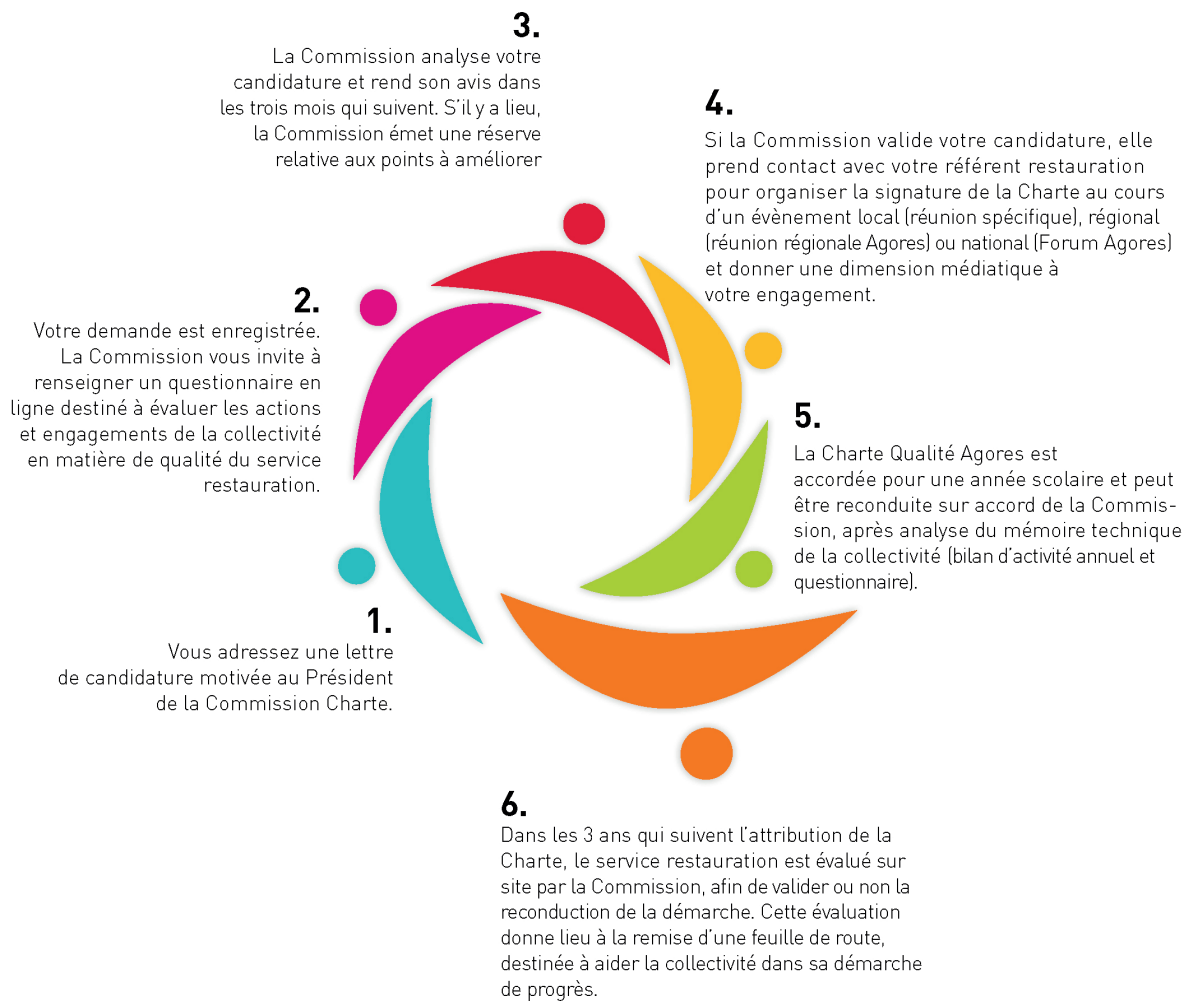 1.
Vous adressez une lettre
de candidature motivée au Président
de la Commission Charte.
2.
Votre demande est enregistrée.
La Commission vous invite à
renseigner un questionnaire en
ligne destiné à évaluer les actions
et engagements de la collectivité
en matière de qualité du service
restauration.
3.
La Commission analyse votre
candidature et rend son avis dans
les trois mois qui suivent. S’il y a lieu,
la Commission émet une réserve
relative aux points à améliorer
4.
Si la Commission valide votre candidature, elle
prend contact avec votre référent restauration
pour organiser la signature de la Charte au cours
d’un évènement local (réunion spécifique), régional
(réunion régionale Agores) ou national (Forum Agores)
et donner une dimension médiatique à
votre engagement.
5.
La Charte Qualité Agores est
accordée pour une année scolaire et peut
être reconduite sur accord de la Commis-
sion, après analyse du mémoire technique
de la collectivité (bilan d’activité annuel et
questionnaire).
6.
Dans les 3 ans qui suivent l’attribution de la
Charte, le service restauration est évalué sur
site par la Commission, afin de valider ou non la
reconduction de la démarche. Cette évaluation
donne lieu à la remise d’une feuille de route,
destinée à aider la collectivité dans sa démarche
de progrès.